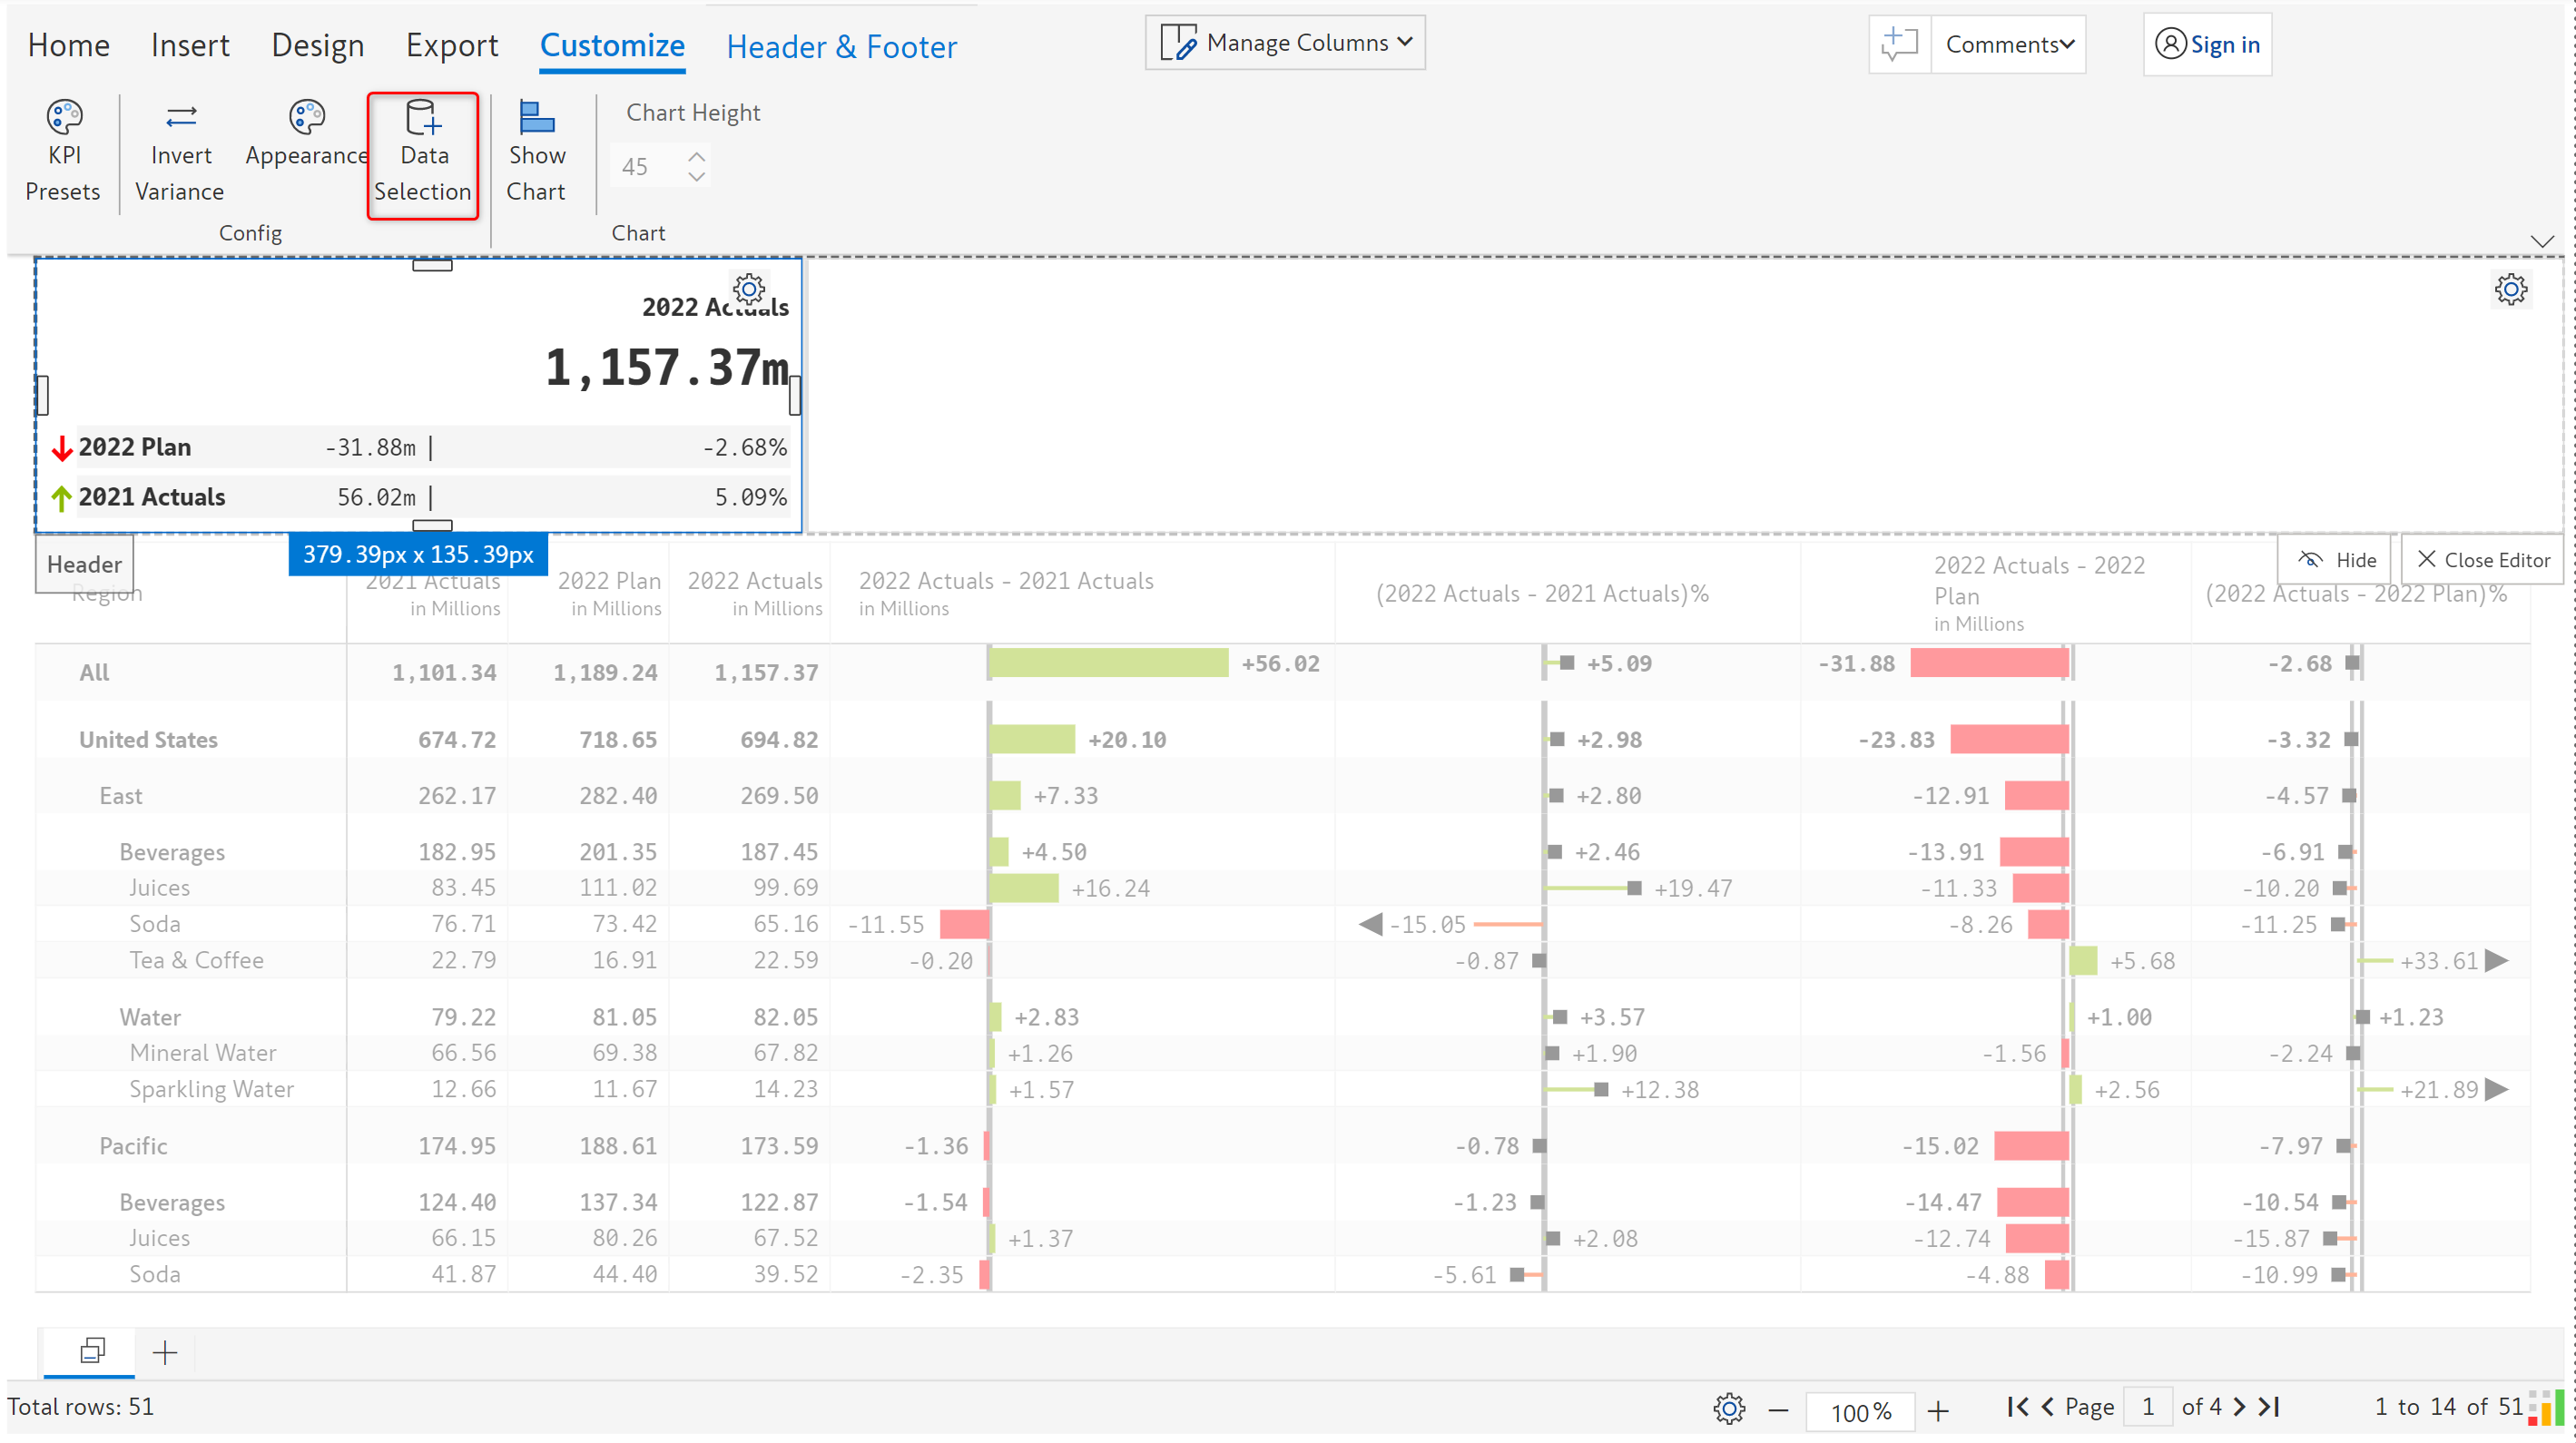 Home Insert Design Export Customize Header & Footer Manage Columns Comments Sign in
KPI Presets Invert Variance Appearance Data Selection Show Chart Chart Height 45
Config Chart
2022 Actuals
1,157.37m
2022 Plan -31.88m | -2.68%
2021 Actuals 56.02m | 5.09%
Header 379.39px x 135.39px Hide Close Editor
Region 2021 Actuals in Millions 2022 Plan in Millions 2022 Actuals in Millions 2022 Actuals - 2021 Actuals in Millions (2022 Actuals - 2021 Actuals)% 2022 Actuals - 2022 Plan in Millions (2022 Actuals - 2022 Plan)%
All 1,101.34 1,189.24 1,157.37 +56.02 +5.09 -31.88 -2.68
United States 674.72 718.65 694.82 +20.10 +2.98 -23.83 -3.32
East 262.17 282.40 269.50 +7.33 +2.80 -12.91 -4.57
Beverages 182.95 201.35 187.45 +4.50 +2.46 -13.91 -6.91
Juices 83.45 111.02 99.69 +16.24 +19.47 -11.33 -10.20
Soda 76.71 73.42 65.16 -11.55 -15.05 -8.26 -11.25
Tea & Coffee 22.79 16.91 22.59 -0.20 -0.87 +5.68 +33.61
Water 79.22 81.05 82.05 +2.83 +3.57 +1.00 +1.23
Mineral Water 66.56 69.38 67.82 +1.26 +1.90 -1.56 -2.24
Sparkling Water 12.66 11.67 14.23 +1.57 +12.38 +2.56 +21.89
Pacific 174.95 188.61 173.59 -1.36 -0.78 -15.02 -7.97
Beverages 124.40 137.34 122.87 -1.54 -1.23 -14.47 -10.54
Juices 66.15 80.26 67.52 +1.37 +2.08 -12.74 -15.87
Soda 41.87 44.40 39.52 -2.35 -5.61 -4.88 -10.99
Total rows: 51 100% Page 1 of 4 1 to 14 of 51